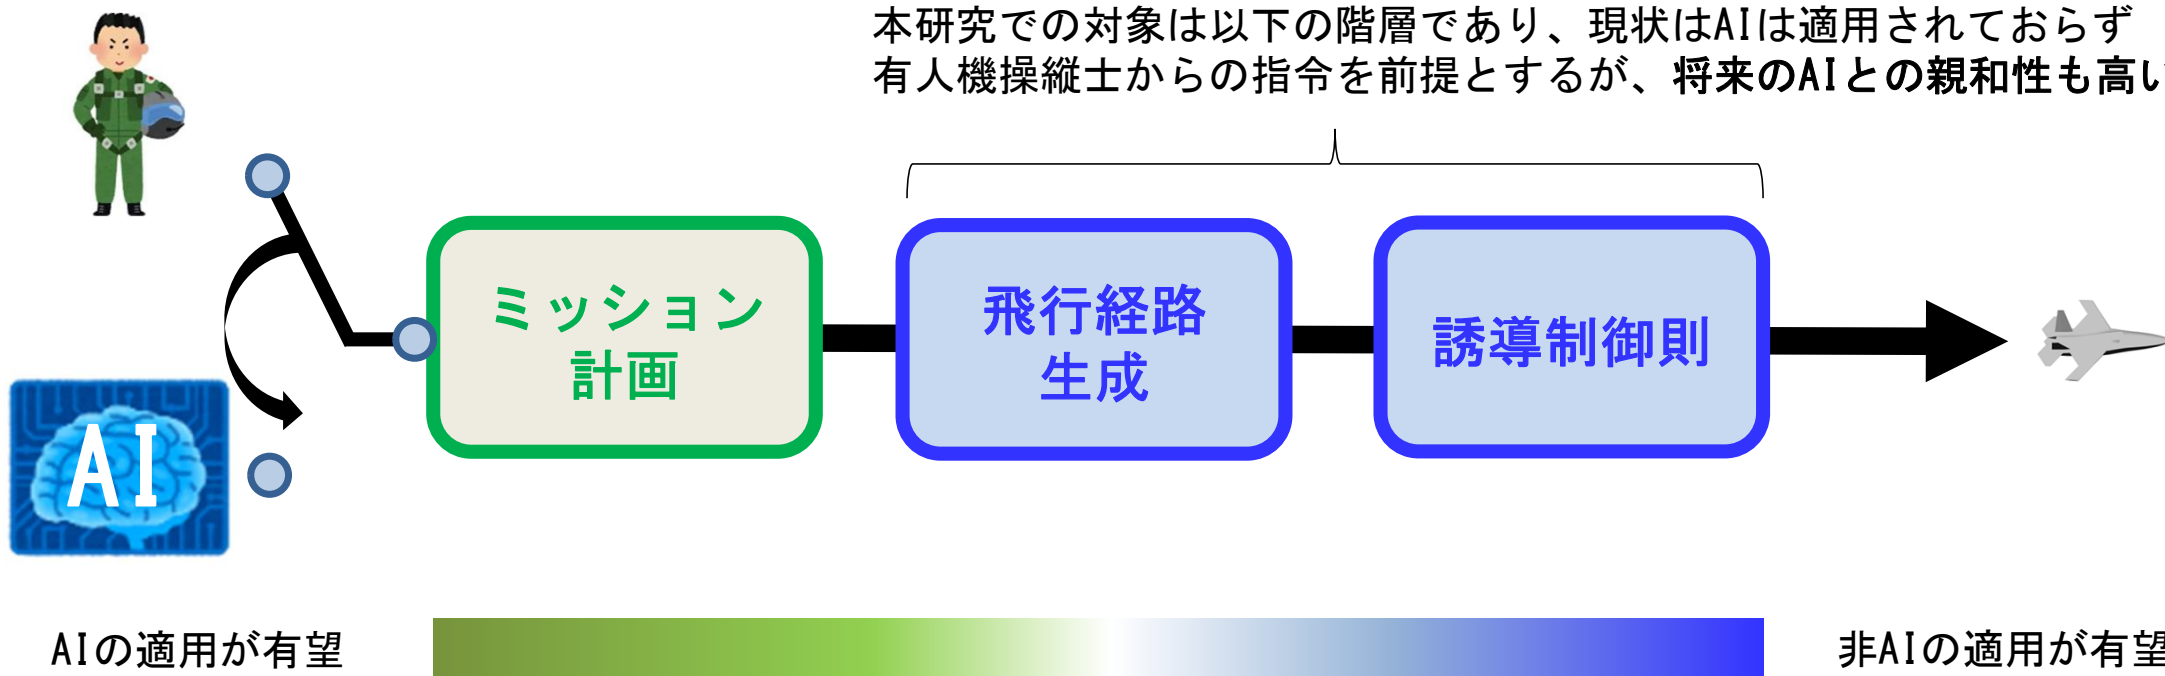 本研究での対象は以下の階層であり、現状はAIは適用されておらず
有人機操縦士からの指令を前提とするが、将来のAIとの親和性も高い
ミッション
計画
飛行経路
生成
誘導制御則
AI
AIの適用が有望
非AIの適用が有望